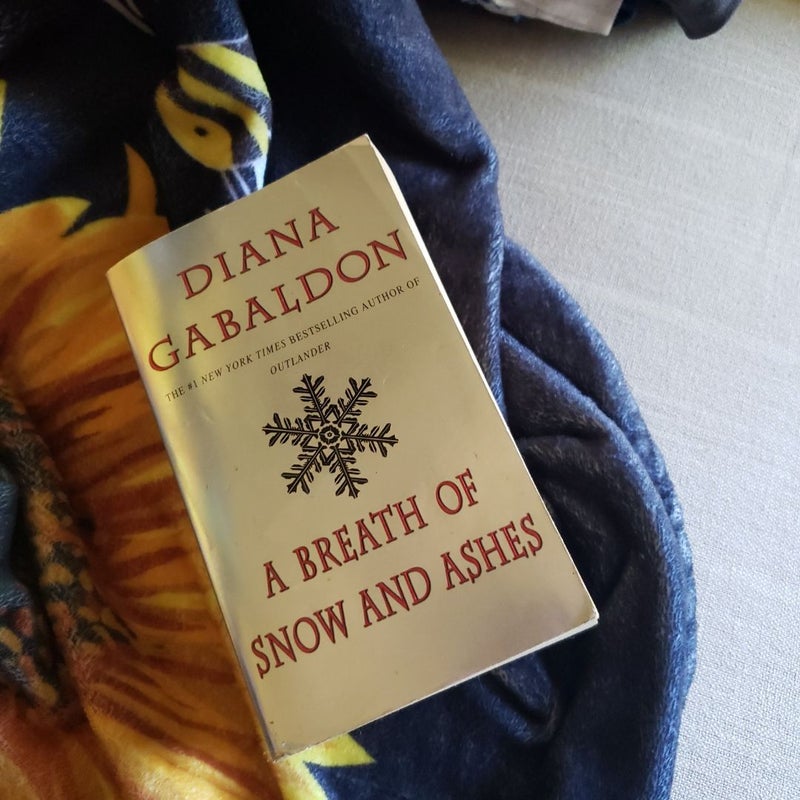 DIANA
GABALDON
THE #1 NEW YORK TIMES BESTSELLING AUTHOR OF
OUTLANDER
A BREATH OF
SNOW AND ASHES